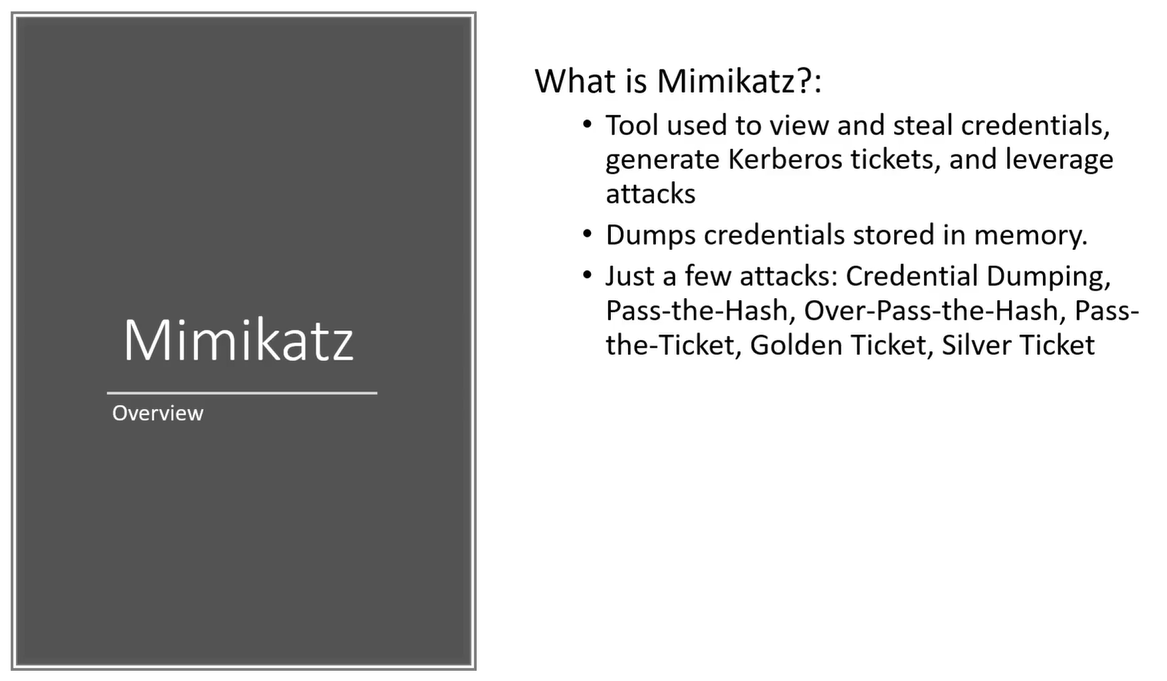 Mimikatz
Overview
What is Mimikatz?:
• Tool used to view and steal credentials,
generate Kerberos tickets, and leverage
attacks
• Dumps credentials stored in memory.
• Just a few attacks: Credential Dumping,
Pass-the-Hash, Over-Pass-the-Hash, Pass-
the-Ticket, Golden Ticket, Silver Ticket